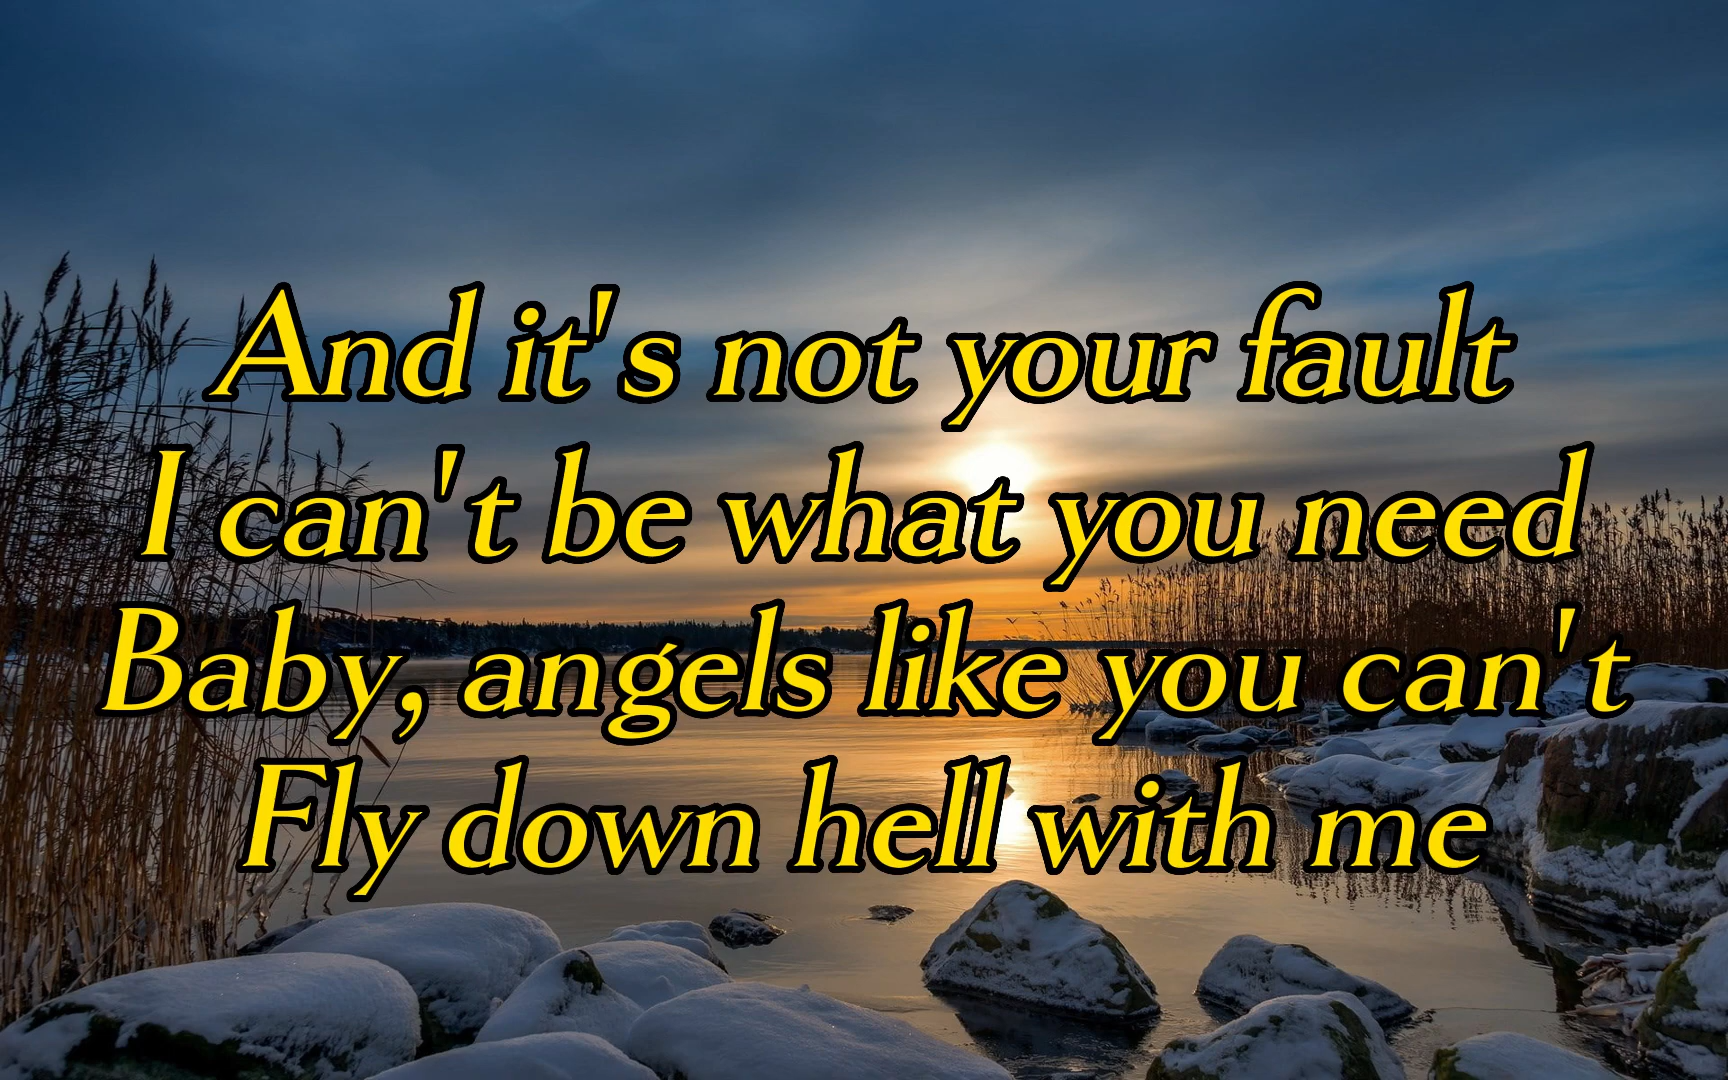 And it's not your fault
I can't be what you need
Baby, angels like you can't
Fly down hell with me